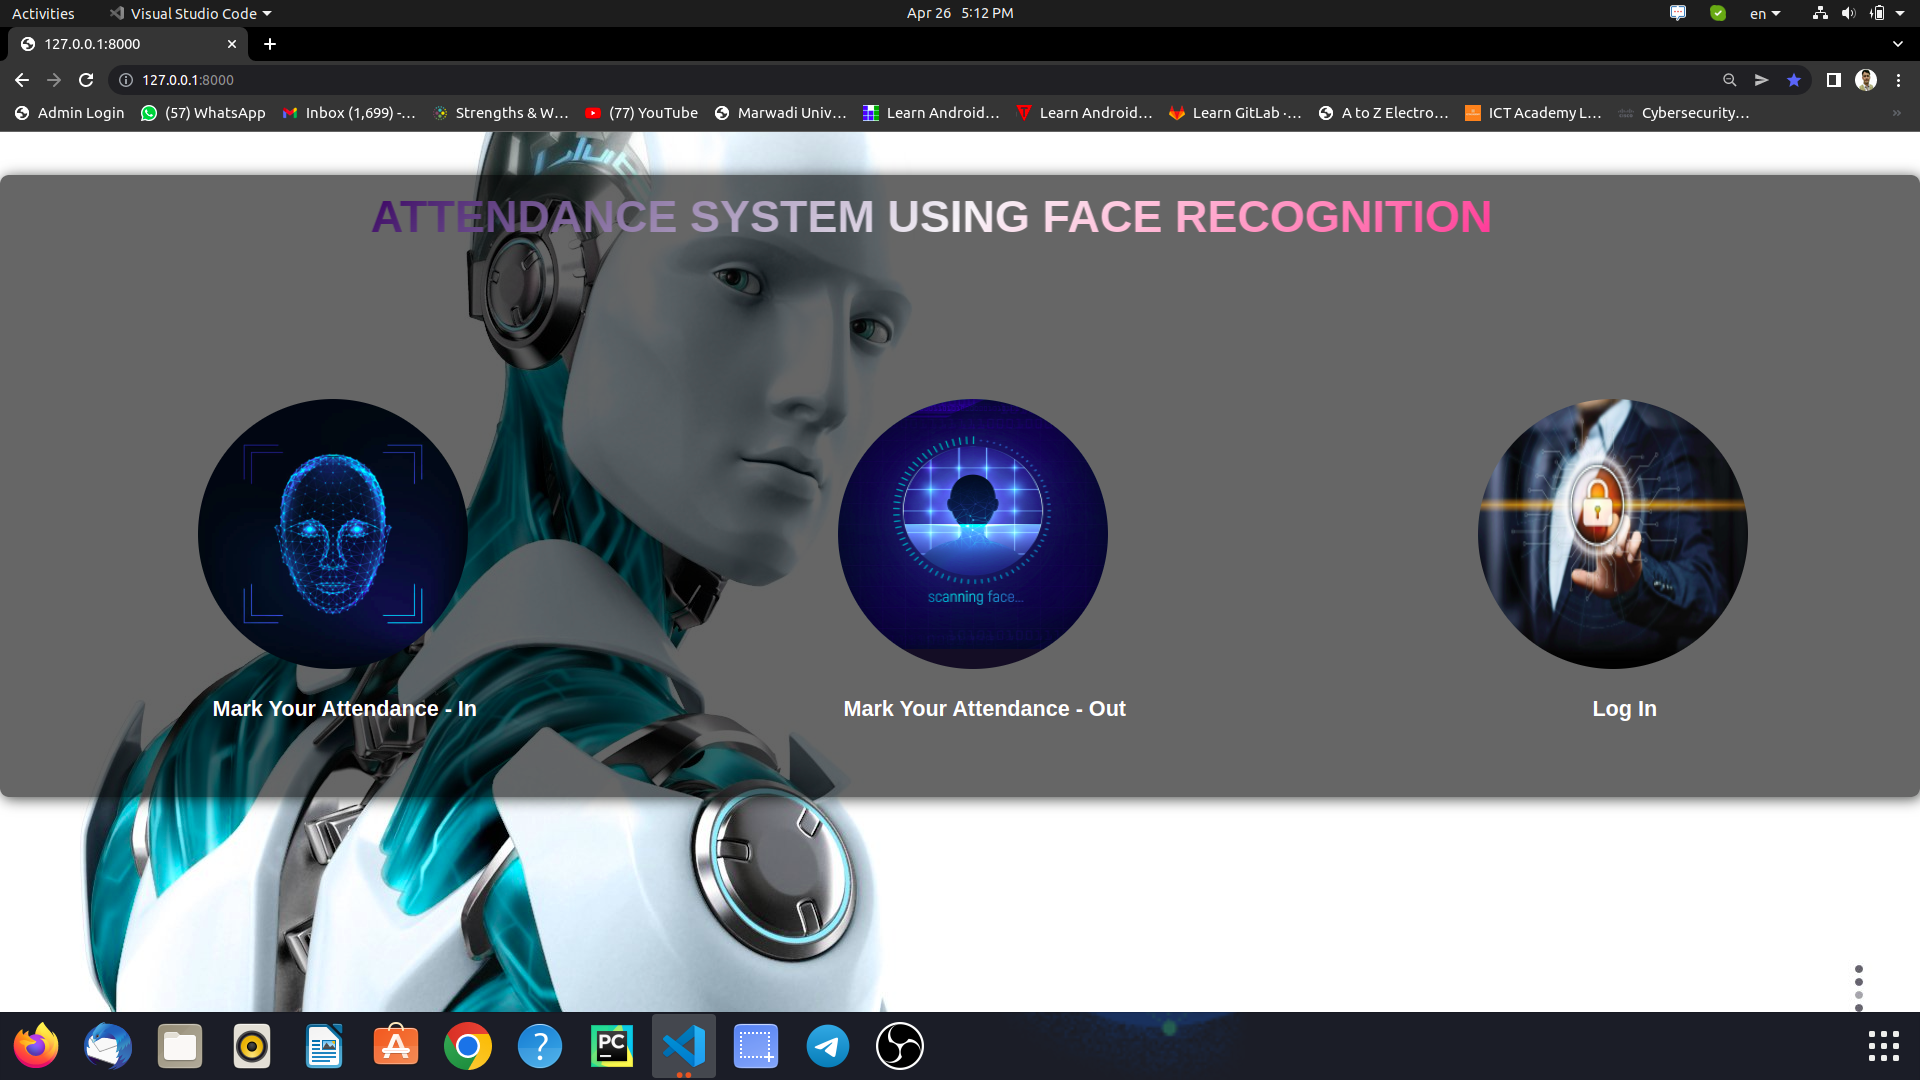 Activities Visual Studio Code Apr 26 5:12 PM en
127.0.0.1:8000
127.0.0.1:8000
Admin Login (57) WhatsApp Inbox (1,699) -... Strengths & W... (77) YouTube Marwadi Univ... Learn Android... Learn Android... Learn GitLab ·... A to Z Electro... ICT Academy L... Cybersecurity...
ATTENDANCE SYSTEM USING FACE RECOGNITION
scanning face...
Mark Your Attendance - In Mark Your Attendance - Out Log In
PC